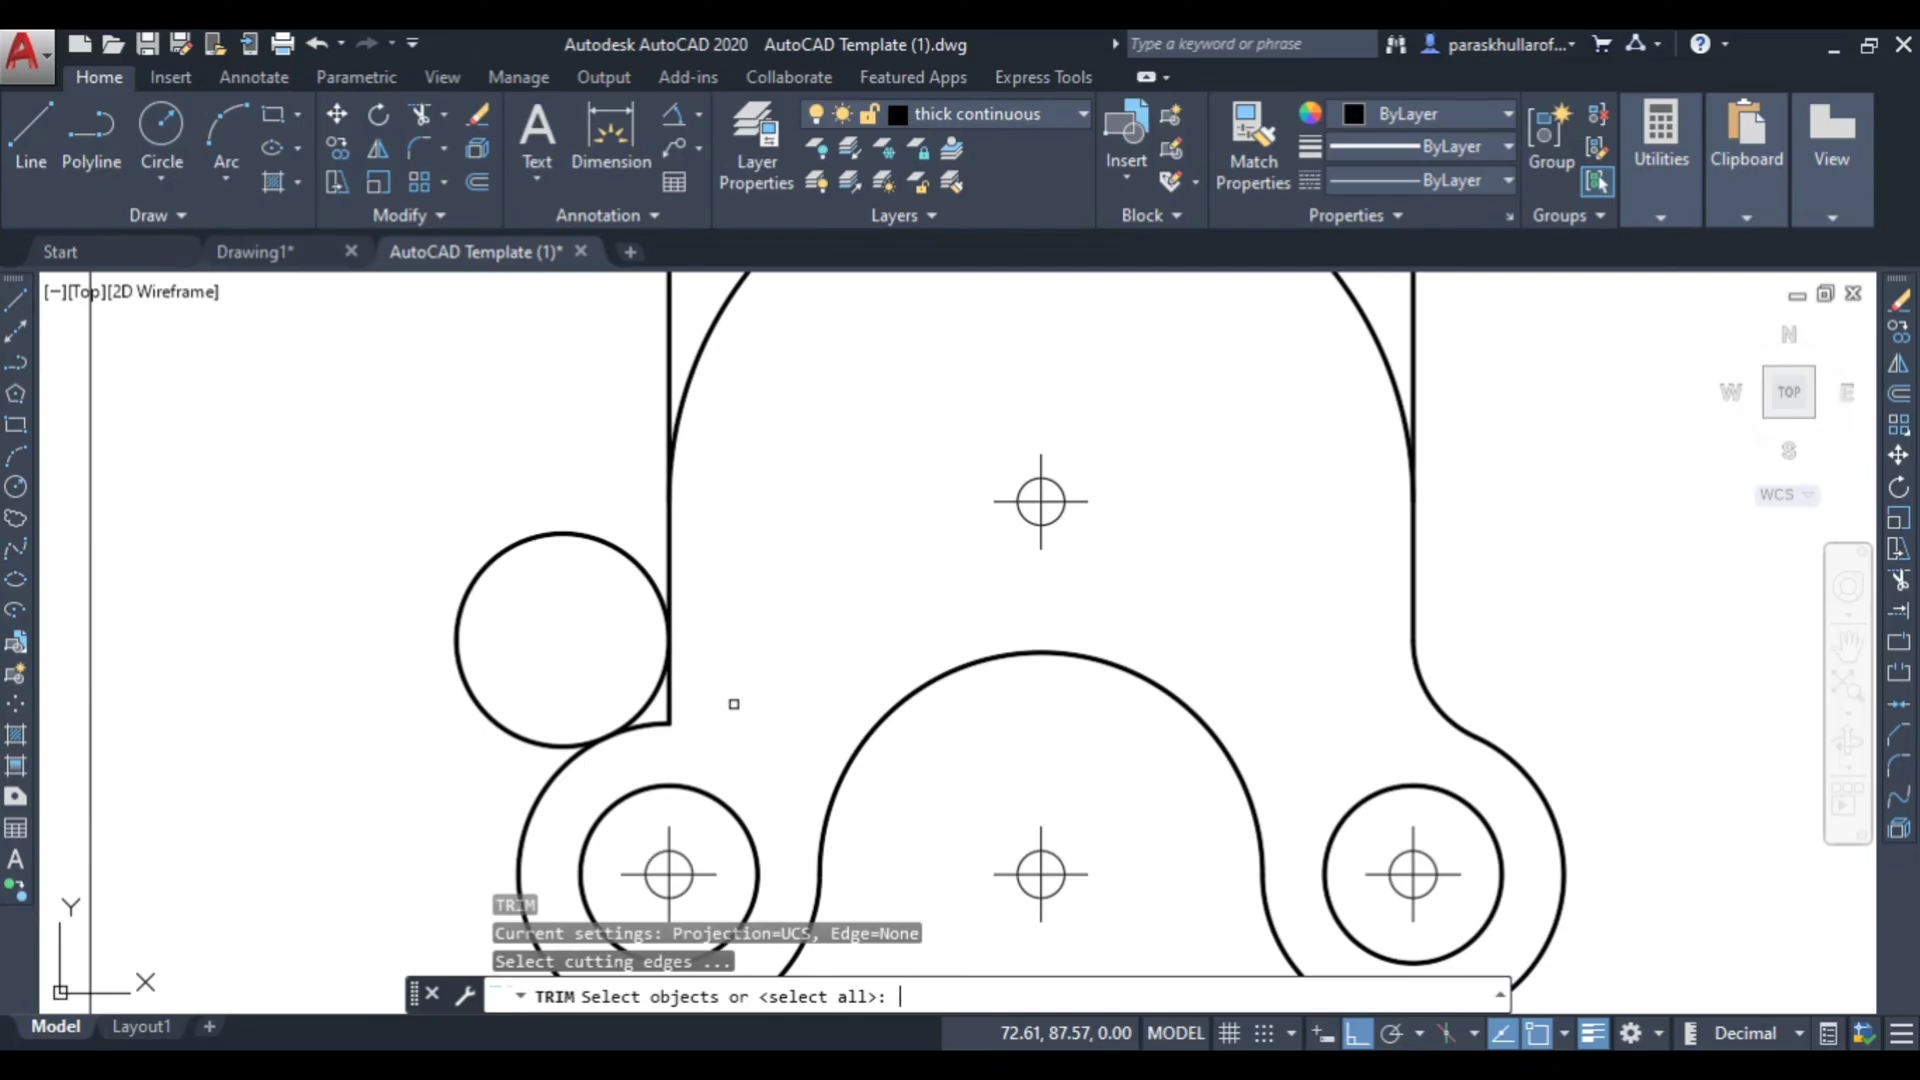 Autodesk AutoCAD 2020 AutoCAD Template (1).dwg
Type a keyword or phrase
paraskhullarof...
Home Insert Annotate Parametric View Manage Output Add-ins Collaborate Featured Apps Express Tools
Line Polyline Circle Arc
Draw
Modify
Text Dimension
Annotation
Layer Properties
thick continuous
Layers
Insert
Block
Match Properties
ByLayer
ByLayer
ByLayer
Properties
Group
Groups
Utilities
Clipboard
View
Start Drawing1* AutoCAD Template (1)*
[−][Top][2D Wireframe]
N
W TOP E
S
WCS
Y
X
TRIM
Current settings: Projection=UCS, Edge=None
Select cutting edges ...
TRIM Select objects or <select all>:
Model Layout1
72.61, 87.57, 0.00 MODEL Decimal